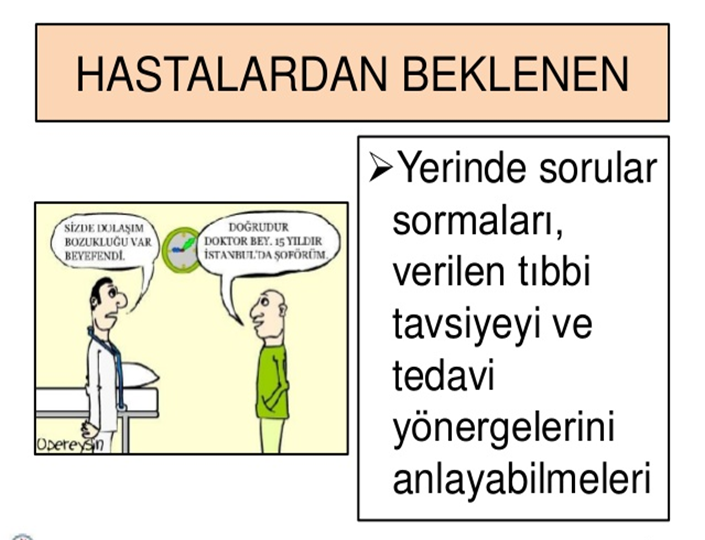 HASTALARDAN BEKLENEN
SİZDE DOLAŞIM
BOZUKLUĞU VAR
BEYEFENDİ.
DOĞRUDUR
DOKTOR BEY. 15 YILDIR
İSTANBUL'DA ŞOFÖRÜM.
➢Yerinde sorular
sormaları,
verilen tıbbi
tavsiyeyi ve
tedavi
yönergelerini
anlayabilmeleri